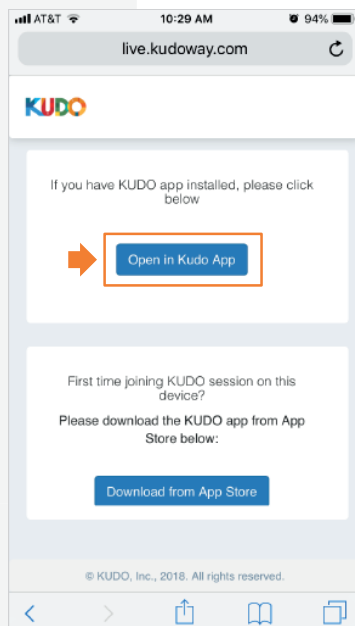 AT&T 10:29 AM 94%
live.kudoway.com
KUDO
If you have KUDO app installed, please click
below
Open in Kudo App
First time joining KUDO session on this
device?
Please download the KUDO app from App
Store below:
Download from App Store
© KUDO, Inc., 2018. All rights reserved.